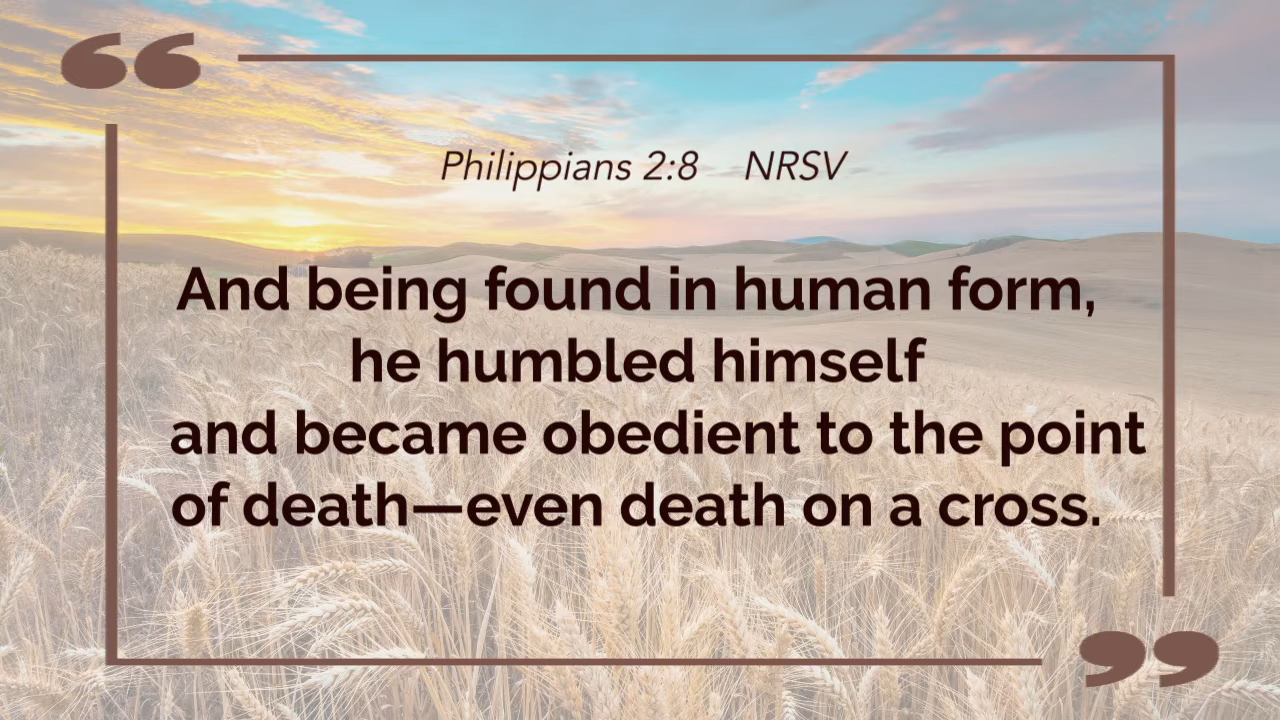 Philippians 2:8 NRSV
And being found in human form,
he humbled himself
and became obedient to the point
of death—even death on a cross.